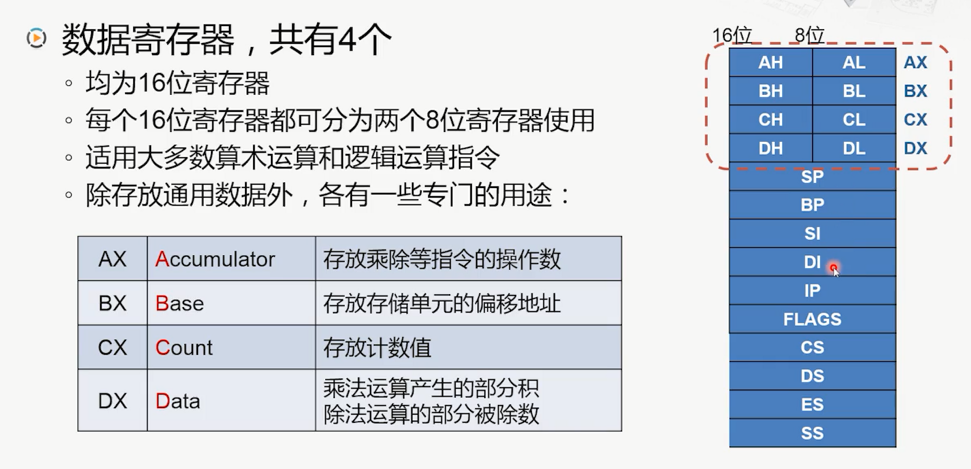 数据寄存器，共有4个
均为16位寄存器
每个16位寄存器都可分为两个8位寄存器使用
适用大多数算术运算和逻辑运算指令
除存放通用数据外，各有一些专门的用途：
AX Accumulator 存放乘除等指令的操作数
BX Base 存放存储单元的偏移地址
CX Count 存放计数值
DX Data 乘法运算产生的部分积
除法运算的部分被除数
16位 8位
AH AL AX
BH BL BX
CH CL CX
DH DL DX
SP
BP
SI
DI
IP
FLAGS
CS
DS
ES
SS